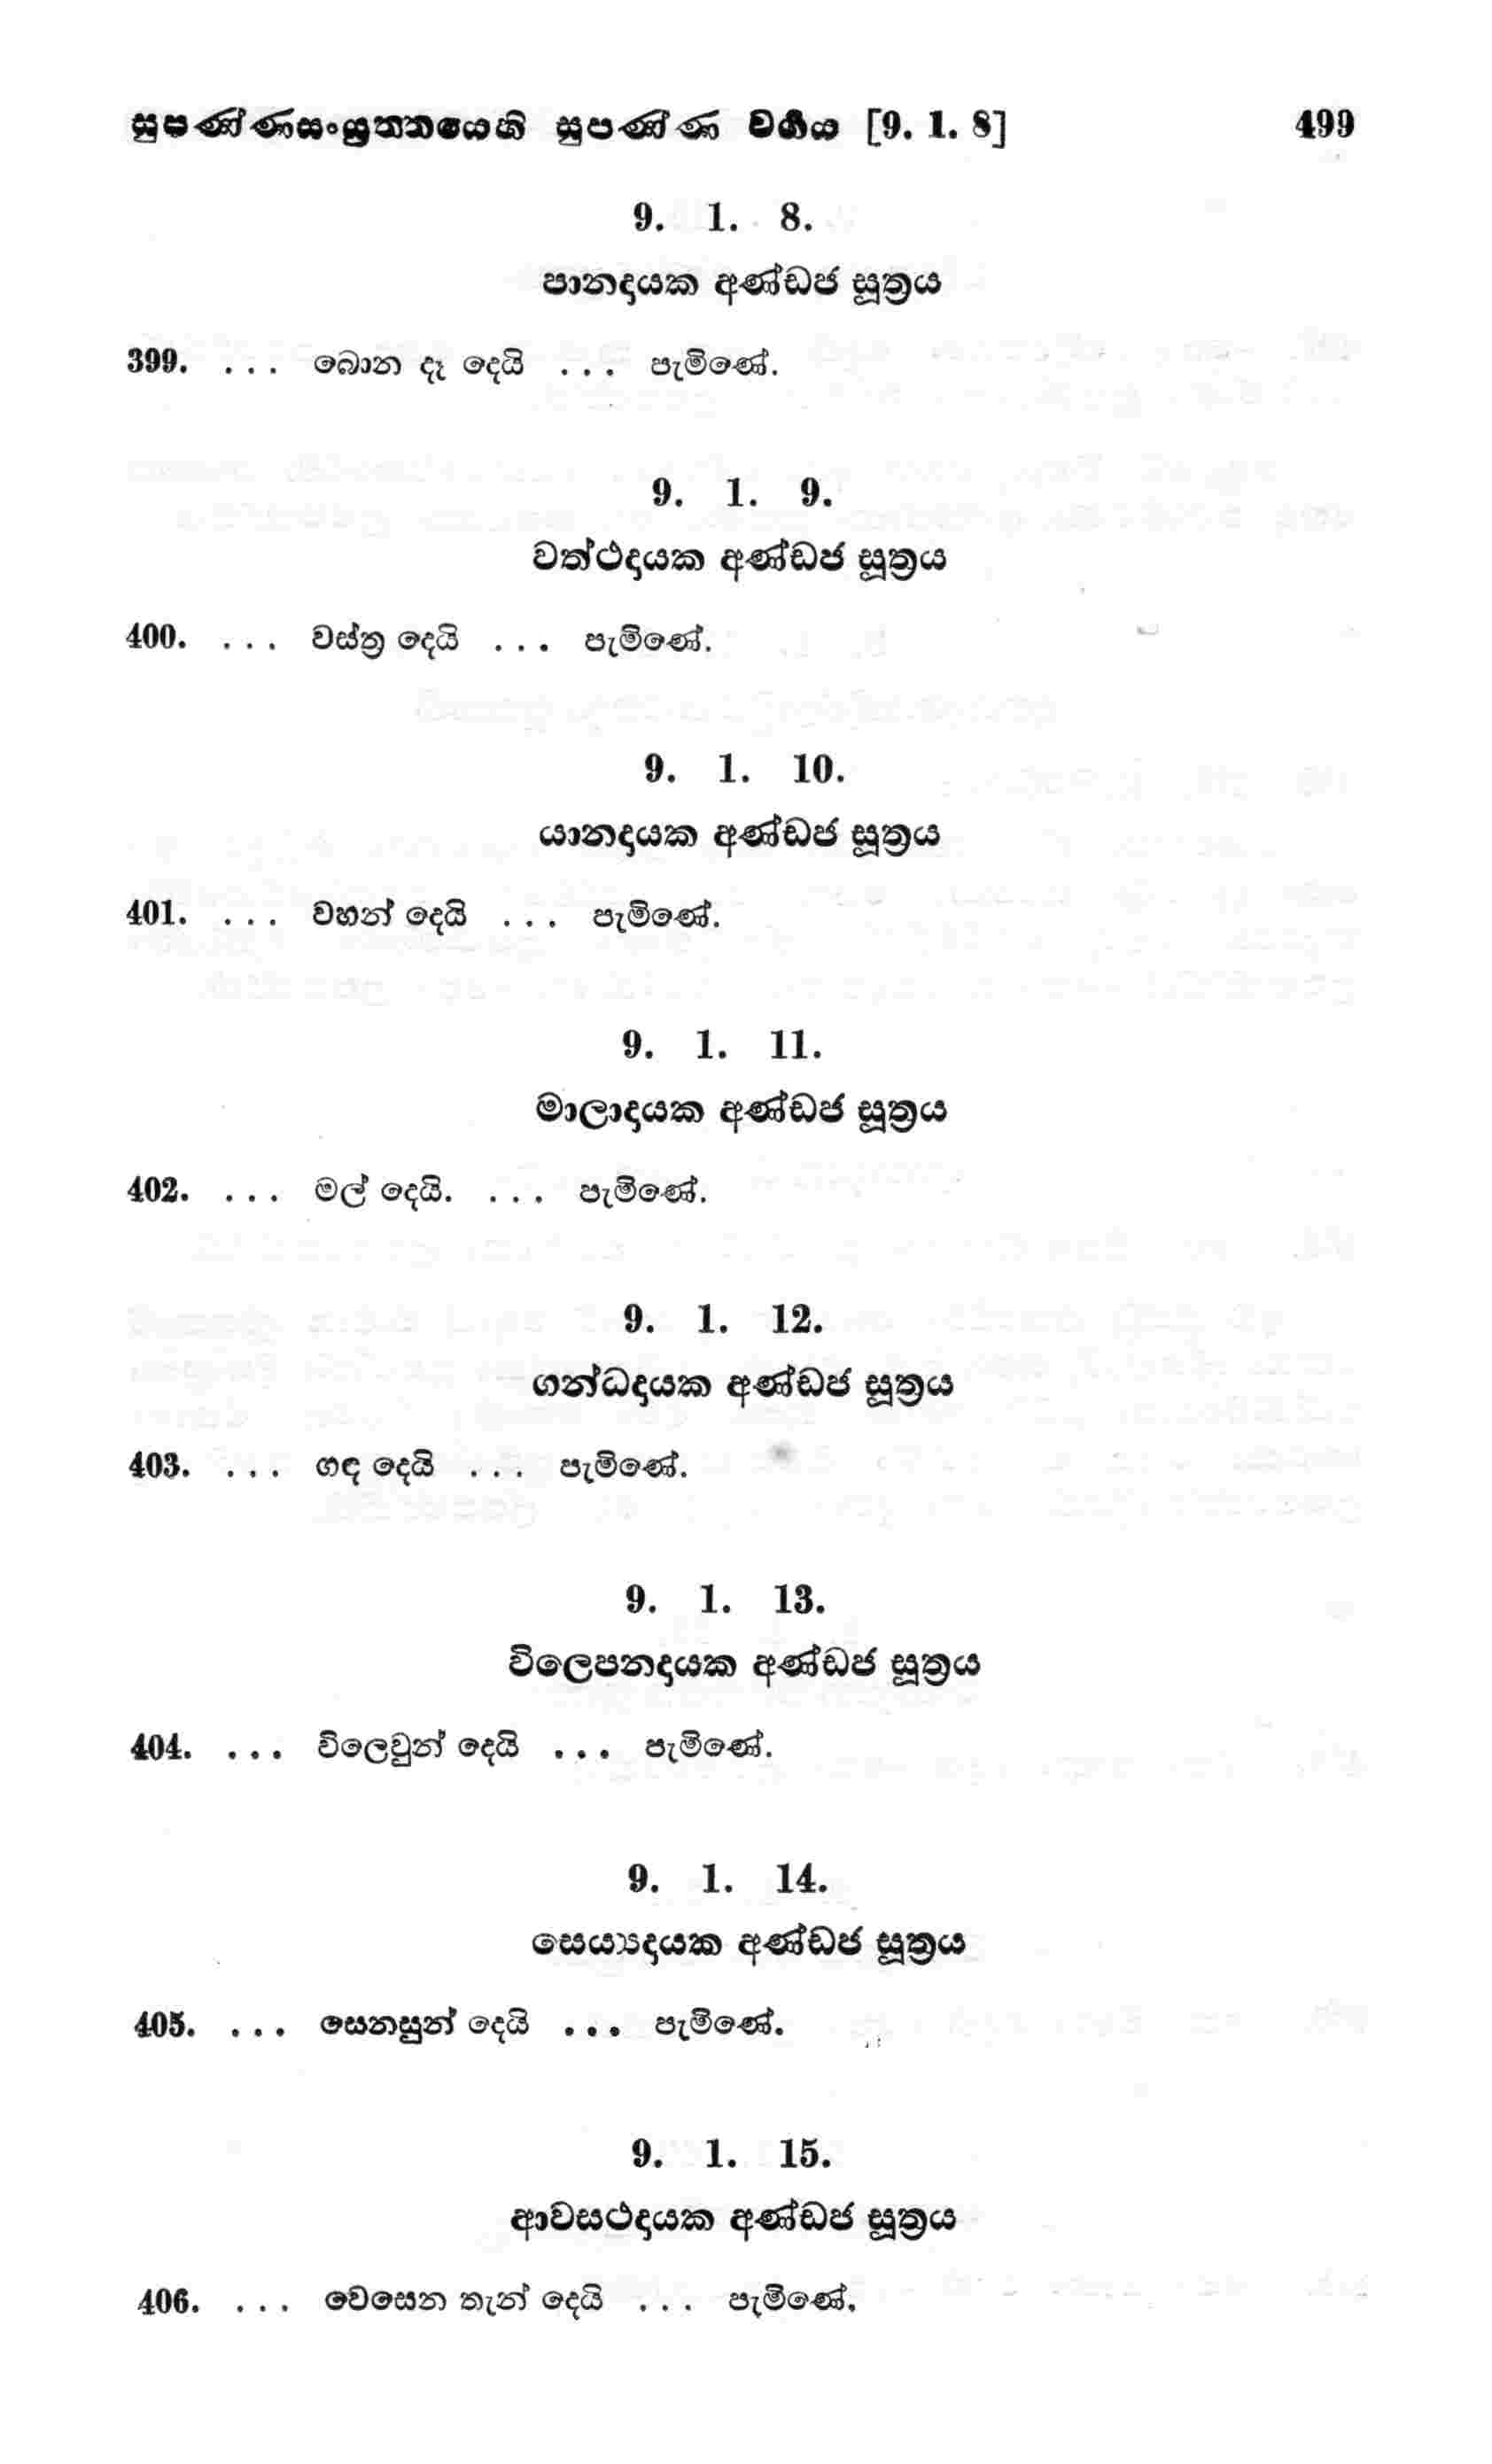 සුපණ්ණසංයුත්තයෙහි සුපණ්ණ වර්‍ගය [9. 1. 8] 499
9. 1. 8.
පානදායක අණ්ඩජ සූත්‍රය
399. ... බොන දෑ දෙයි ... පැමිණේ.
9. 1. 9.
වත්ථදායක අණ්ඩජ සූත්‍රය
400. ... වස්ත්‍ර දෙයි ... පැමිණේ.
9. 1. 10.
යානදායක අණ්ඩජ සූත්‍රය
401. ... වහන් දෙයි ... පැමිණේ.
9. 1. 11.
මාලාදායක අණ්ඩජ සූත්‍රය
402. ... මල් දෙයි. ... පැමිණේ.
9. 1. 12.
ගන්ධදායක අණ්ඩජ සූත්‍රය
403. ... ගඳ දෙයි ... පැමිණේ.
9. 1. 13.
විලෙපනදායක අණ්ඩජ සූත්‍රය
404. ... විලෙවුන් දෙයි ... පැමිණේ.
9. 1. 14.
සෙය්‍යදායක අණ්ඩජ සූත්‍රය
405. ... සෙනසුන් දෙයි ... පැමිණේ.
9. 1. 15.
ආවසථදායක අණ්ඩජ සූත්‍රය
406. ... වෙසෙන තැන් දෙයි ... පැමිණේ.